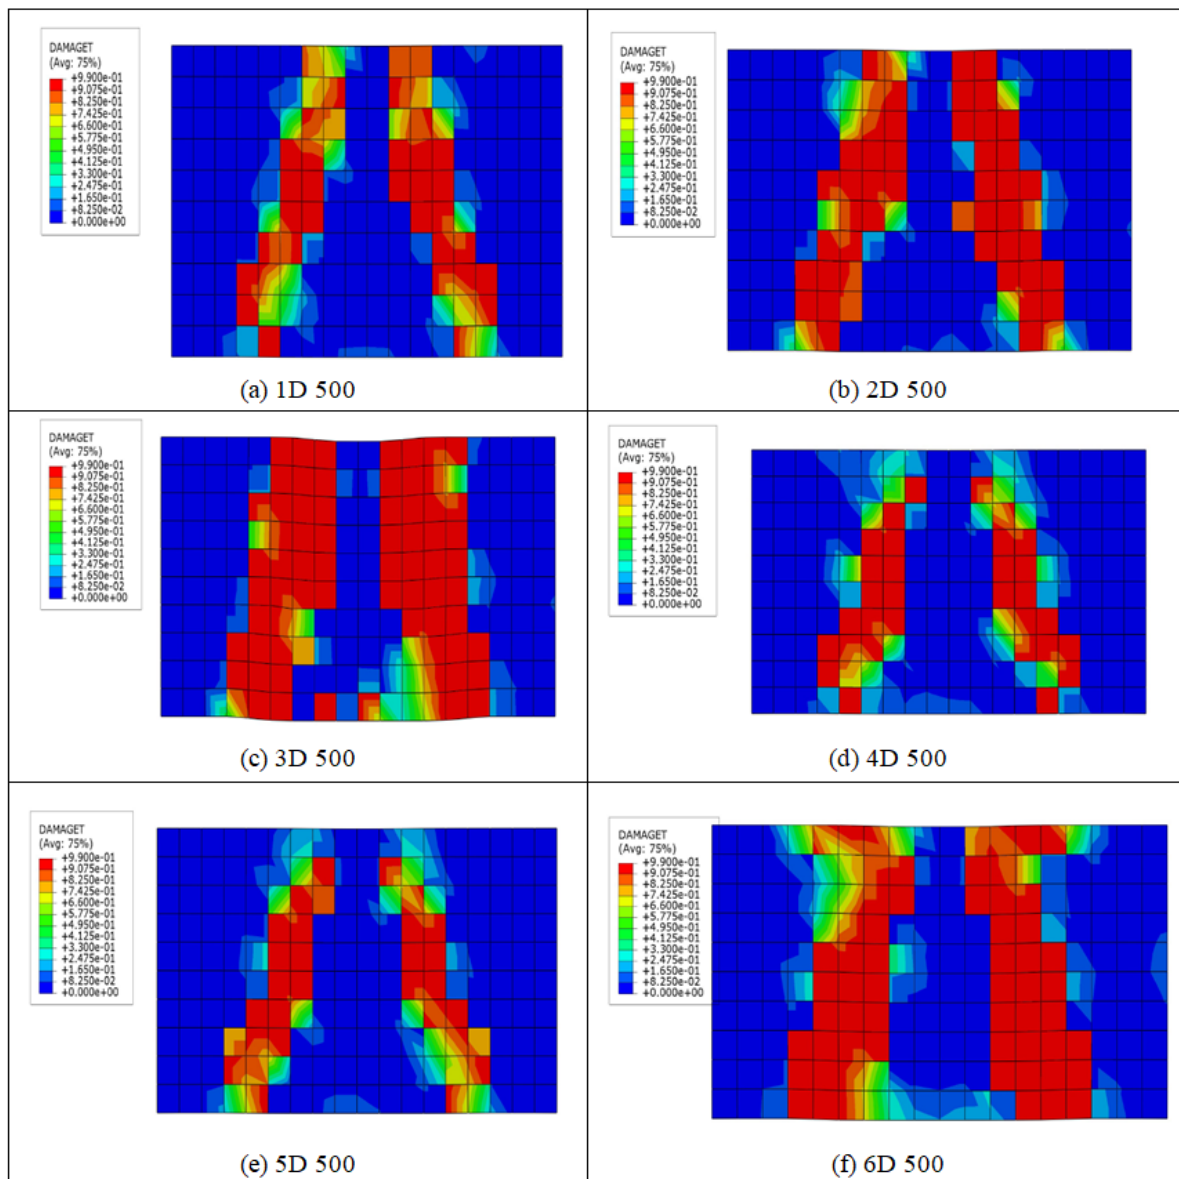 DAMAGET
(Avg: 75%)
+9.900e-01
+9.075e-01
+8.250e-01
+7.425e-01
+6.600e-01
+5.775e-01
+4.950e-01
+4.125e-01
+3.300e-01
+2.475e-01
+1.650e-01
+8.250e-02
+0.000e+00
(a) 1D 500
DAMAGET
(Avg: 75%)
+9.900e-01
+9.075e-01
+8.250e-01
+7.425e-01
+6.600e-01
+5.775e-01
+4.950e-01
+4.125e-01
+3.300e-01
+2.475e-01
+1.650e-01
+8.250e-02
+0.000e+00
(b) 2D 500
DAMAGET
(Avg: 75%)
+9.900e-01
+9.075e-01
+8.250e-01
+7.425e-01
+6.600e-01
+5.775e-01
+4.950e-01
+4.125e-01
+3.300e-01
+2.475e-01
+1.650e-01
+8.250e-02
+0.000e+00
(c) 3D 500
DAMAGET
(Avg: 75%)
+9.900e-01
+9.075e-01
+8.250e-01
+7.425e-01
+6.600e-01
+5.775e-01
+4.950e-01
+4.125e-01
+3.300e-01
+2.475e-01
+1.650e-01
+8.250e-02
+0.000e+00
(d) 4D 500
DAMAGET
(Avg: 75%)
+9.900e-01
+9.075e-01
+8.250e-01
+7.425e-01
+6.600e-01
+5.775e-01
+4.950e-01
+4.125e-01
+3.300e-01
+2.475e-01
+1.650e-01
+8.250e-02
+0.000e+00
(e) 5D 500
DAMAGET
(Avg: 75%)
+9.900e-01
+9.075e-01
+8.250e-01
+7.425e-01
+6.600e-01
+5.775e-01
+4.950e-01
+4.125e-01
+3.300e-01
+2.475e-01
+1.650e-01
+8.250e-02
+0.000e+00
(f) 6D 500